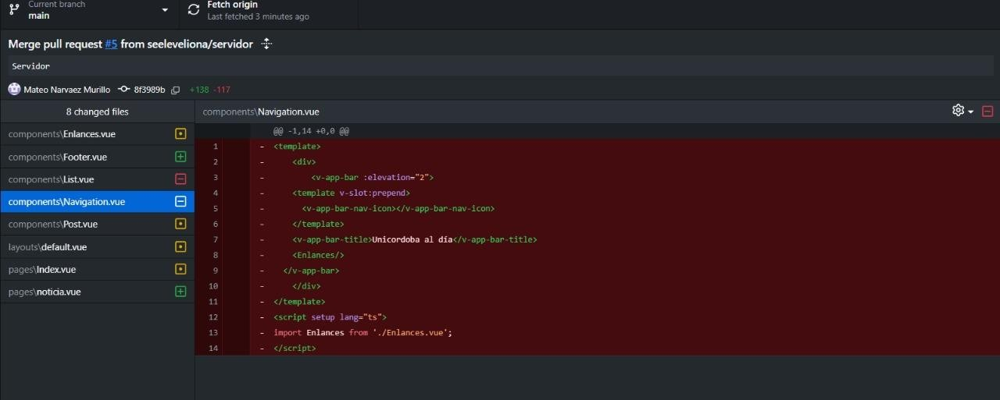 Current branch
main
Fetch origin
Last fetched 3 minutes ago
Merge pull request #5 from seeleveliona/servidor
Servidor
Mateo Narvaez Murillo 8f3989b +138 -117
8 changed files
components\Enlances.vue
components\Footer.vue
components\List.vue
components\Navigation.vue
components\Post.vue
layouts\default.vue
pages\Index.vue
pages\noticia.vue
components\Navigation.vue
@@ -1,14 +0,0 @@
1 - <template>
2 - <div>
3 - <v-app-bar :elevation="2">
4 - <template v-slot:prepend>
5 - <v-app-bar-nav-icon></v-app-bar-nav-icon>
6 - </template>
7 - <v-app-bar-title>Unicordoba al día</v-app-bar-title>
8 - <Enlances/>
9 - </v-app-bar>
10 - </div>
11 - </template>
12 - <script setup lang="ts">
13 - import Enlances from './Enlances.vue';
14 - </script>